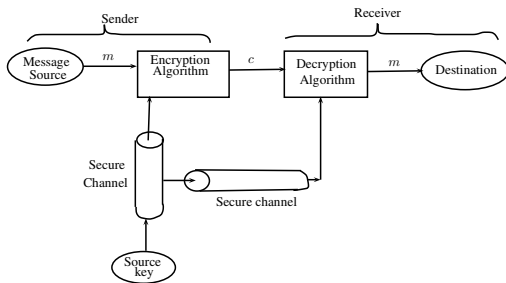 Sender
Receiver
Message
Source
m
Encryption
Algorithm
c
Decryption
Algorithm
m
Destination
Secure
Channel
Secure channel
Source
key